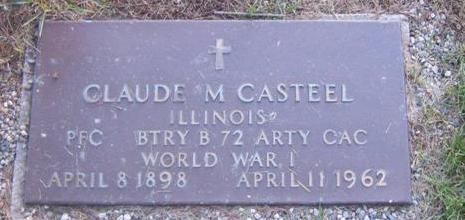 CLAUDE M CASTEEL
ILLINOIS
PFC BTRY B 72 ARTY CAC
WORLD WAR I
APRIL 8 1898 APRIL 11 1962